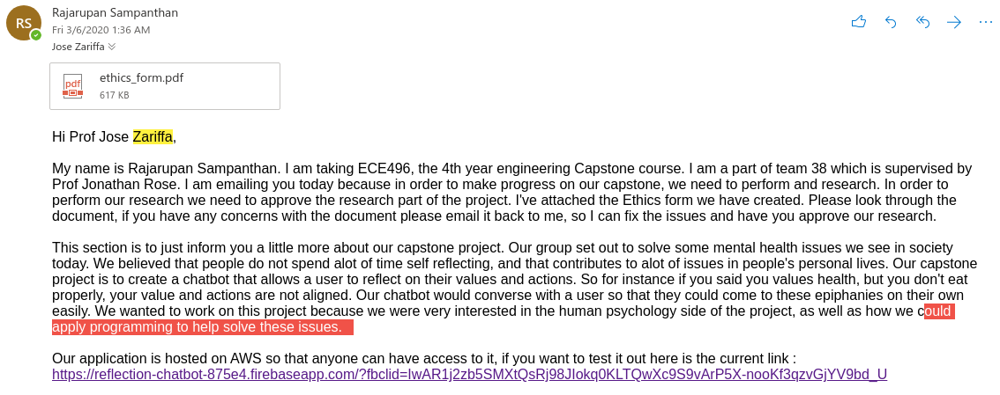 RS
Rajarupan Sampanthan
Fri 3/6/2020 1:36 AM
Jose Zariffa
pdf
ethics_form.pdf
617 KB
Hi Prof Jose Zariffa,
My name is Rajarupan Sampanthan. I am taking ECE496, the 4th year engineering Capstone course. I am a part of team 38 which is supervised by
Prof Jonathan Rose. I am emailing you today because in order to make progress on our capstone, we need to perform and research. In order to
perform our research we need to approve the research part of the project. I've attached the Ethics form we have created. Please look through the
document, if you have any concerns with the document please email it back to me, so I can fix the issues and have you approve our research.
This section is to just inform you a little more about our capstone project. Our group set out to solve some mental health issues we see in society
today. We believed that people do not spend alot of time self reflecting, and that contributes to alot of issues in people's personal lives. Our capstone
project is to create a chatbot that allows a user to reflect on their values and actions. So for instance if you said you values health, but you don't eat
properly, your value and actions are not aligned. Our chatbot would converse with a user so that they could come to these epiphanies on their own
easily. We wanted to work on this project because we were very interested in the human psychology side of the project, as well as how we could
apply programming to help solve these issues.
Our application is hosted on AWS so that anyone can have access to it, if you want to test it out here is the current link :
https://reflection-chatbot-875e4.firebaseapp.com/?fbclid=IwAR1j2zb5SMXtQsRj98JIokq0KLTQwXc9S9vArP5X-nooKf3qzvGjYV9bd_U